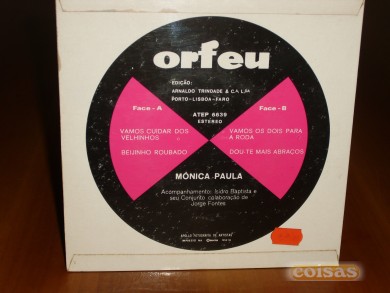 orfeu
EDIÇÃO:
ARNALDO TRINDADE & C.ª L.da
PORTO-LISBOA-FARO
Face - A
ATEP 6639
ESTEREO
Face - B
VAMOS CUIDAR DOS
VELHINHOS
BEIJINHO ROUBADO
VAMOS OS DOIS PARA
A RODA
DOU-TE MAIS ABRAÇOS
MÓNICA PAULA
Acompanhamento: Isidro Baptista e
seu Conjunto colaboração de
Jorge Fontes
coisas